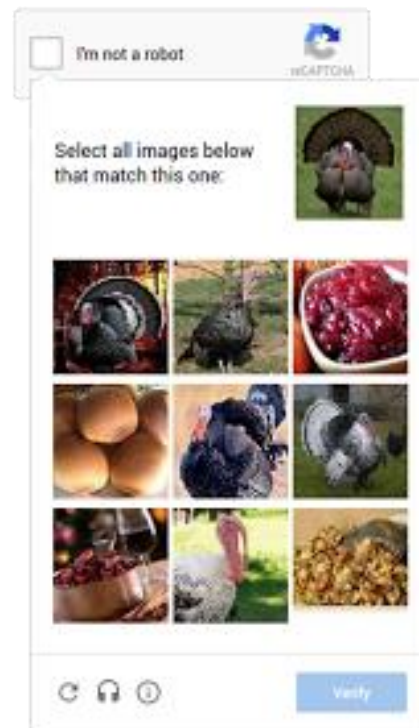 I'm not a robot
reCAPTCHA
Select all images below
that match this one:
Verify